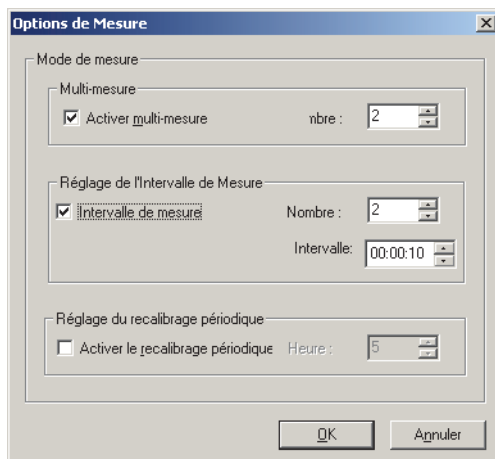 Options de Mesure
Mode de mesure
Multi-mesure
Activer multi-mesure nbre : 2
Réglage de l'Intervalle de Mesure
Intervalle de mesure Nombre : 2
Intervalle: 00:00:10
Réglage du recalibrage périodique
Activer le recalibrage périodique Heure : 5
OK Annuler